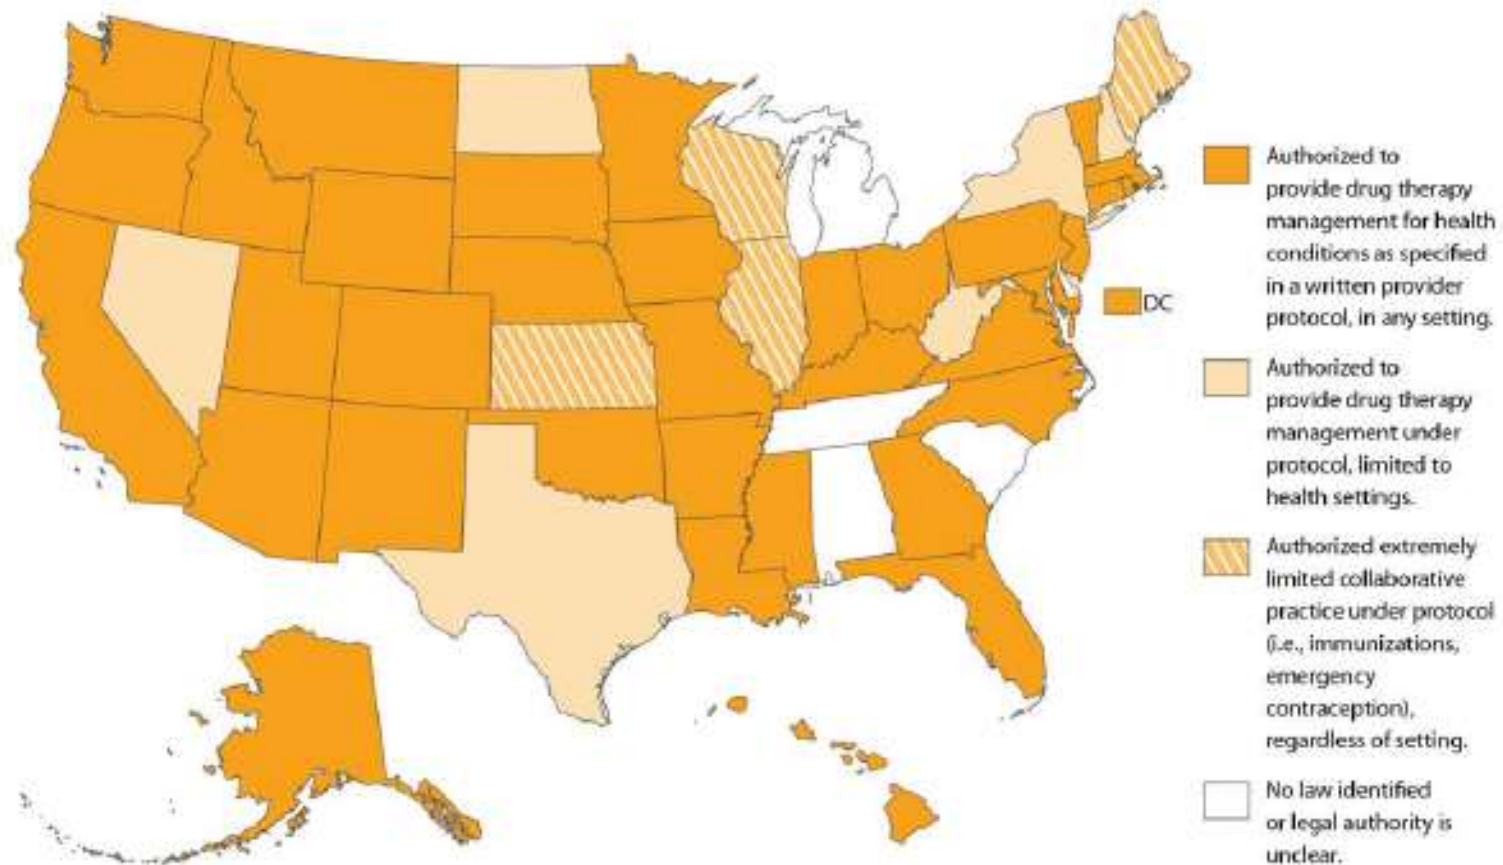 Authorized to
provide drug therapy
management for health
conditions as specified
in a written provider
protocol, in any setting.
DC
Authorized to
provide drug therapy
management under
protocol, limited to
health settings.
Authorized extremely
limited collaborative
practice under protocol
(i.e., immunizations,
emergency
contraception),
regardless of setting.
No law identified
or legal authority is
unclear.